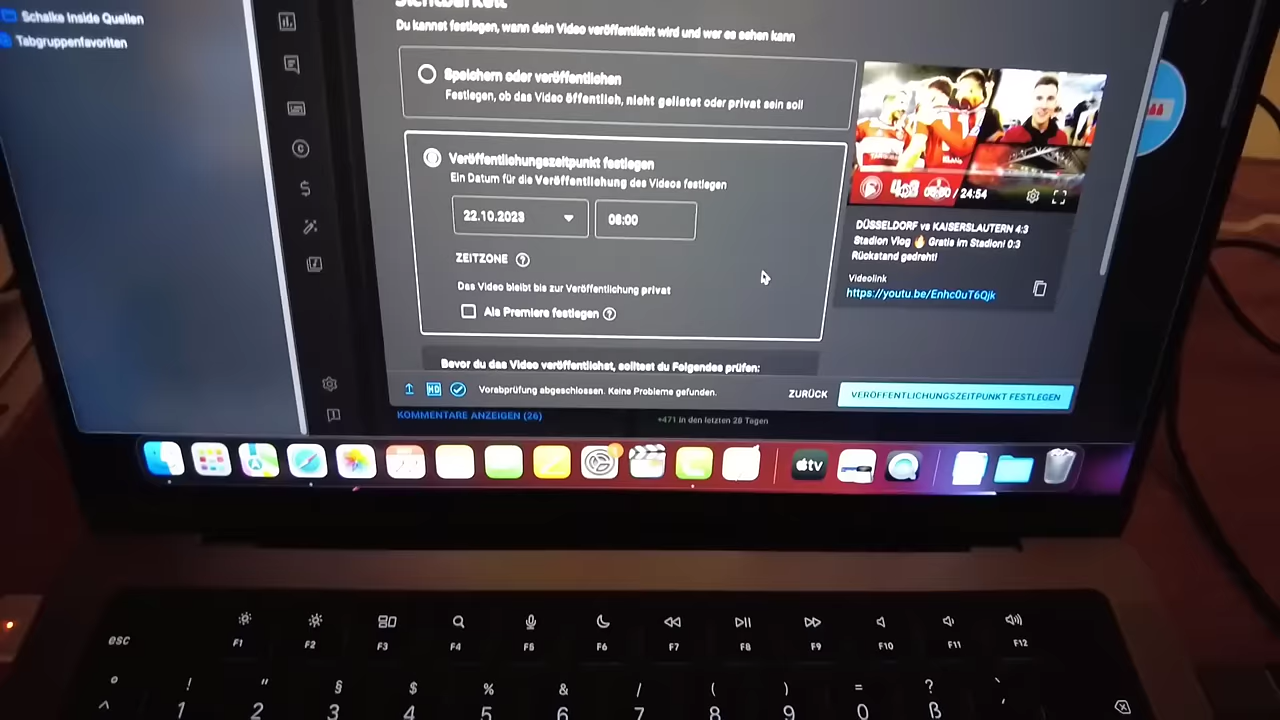 Schalke Inside Quellen
Tabgruppenfavoriten
Du kannst festlegen, wann dein Video veröffentlicht wird und wer es sehen kann
Speichern oder veröffentlichen
Festlegen, ob das Video öffentlich, nicht gelistet oder privat sein soll
Veröffentlichungszeitpunkt festlegen
Ein Datum für die Veröffentlichung des Videos festlegen
22.10.2023
ZEITZONE
Das Video bleibt bis zur Veröffentlichung privat
Als Premiere festlegen
Bevor du das Video veröffentlichst, solltest du Folgendes prüfen:
/ 24:54
DÜSSELDORF vs KAISERSLAUTERN 4:3
Stadion Vlog 🔥 Gratis im Stadion! 0:3
Rückstand gedreht!
Videolink
https://youtu.be/Enhc0uT6Qjk
HD
Vorabprüfung abgeschlossen. Keine Probleme gefunden.
ZURÜCK
VERÖFFENTLICHUNGSZEITPUNKT FESTLEGEN
KOMMENTARE ANZEIGEN (26)
+471 in den letzten 28 Tagen
tv
esc
F1 F2 F3 F4 F5 F6 F7 F8 F9 F10 F11 F12
° ! " § $ % & / ( ) = ? `
^ 1 2 3 4 5 6 7 8 9 0 ß